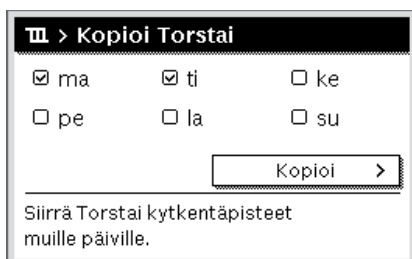 > Kopioi Torstai
ma ti ke
pe la su
Kopioi >
Siirrä Torstai kytkentäpisteet
muille päiville.